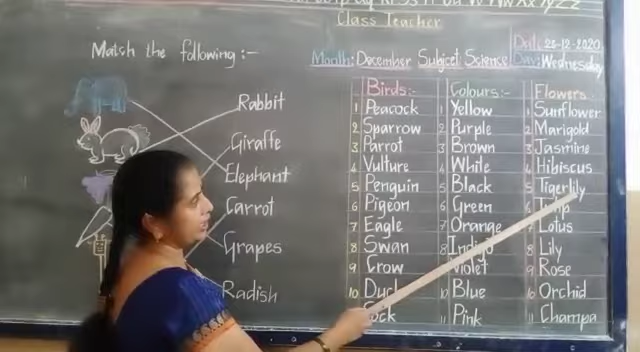 Class Teacher
Match the following :-
Month: December Subject Science
Date: 23-12-2020
Day: Wednesday
Rabbit
Giraffe
Elephant
Carrot
Grapes
Radish
Birds:- Colours:- Flowers:-
1 Peacock 1 Yellow 1 Sunflower
2 Sparrow 2 Purple 2 Marigold
3 Parrot 3 Brown 3 Jasmine
4 Vulture 4 White 4 Hibiscus
5 Penguin 5 Black 5 Tigerlily
6 Pigeon 6 Green 6
7 Eagle 7 Orange 7 Lotus
8 Swan 8 Indigo 8 Lily
9 Crow 9 Violet 9 Rose
10 Duck 10 Blue 10 Orchid
11 Pink 11 Champa